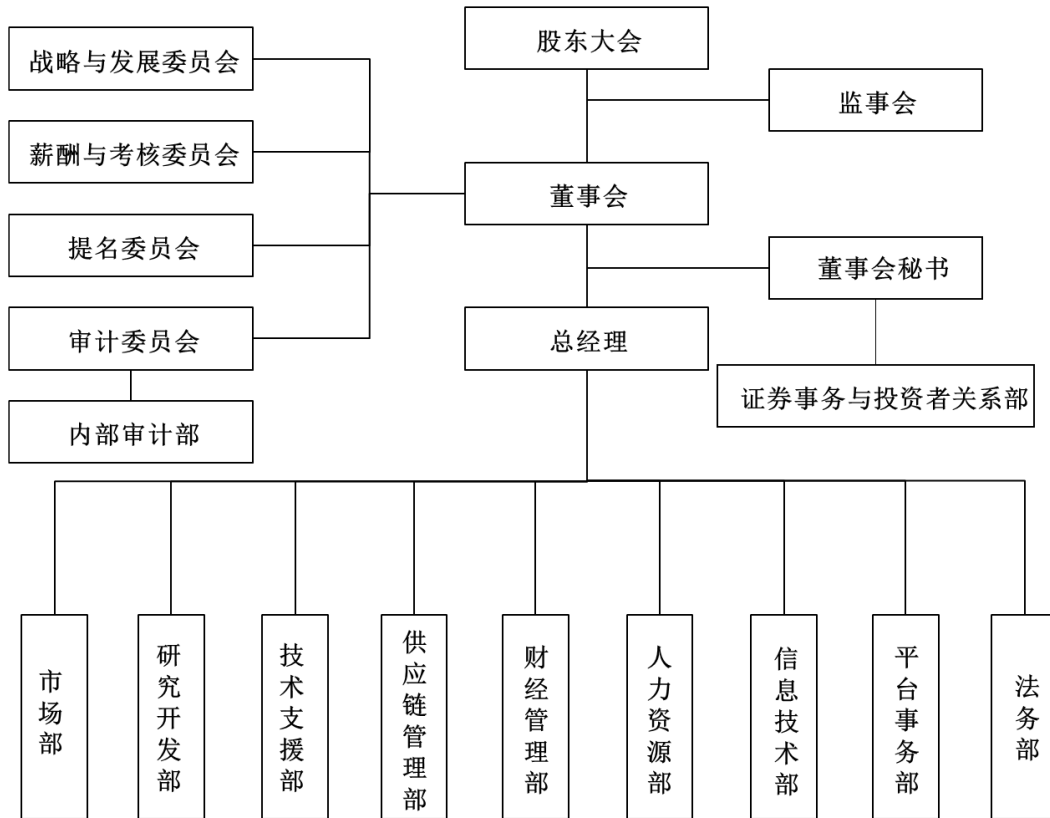 股东大会
战略与发展委员会
监事会
薪酬与考核委员会
董事会
提名委员会
董事会秘书
审计委员会
总经理
证券事务与投资者关系部
内部审计部
市场部
研究开发部
技术支援部
供应链管理部
财经管理部
人力资源部
信息技术部
平台事务部
法务部